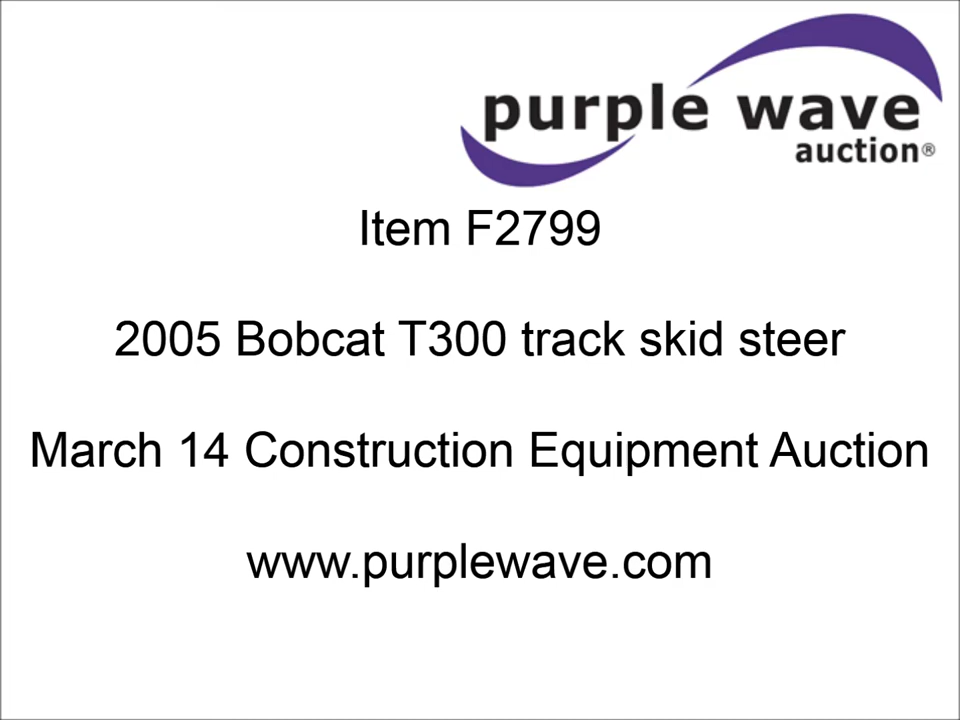 purple wave
auction®
Item F2799
2005 Bobcat T300 track skid steer
March 14 Construction Equipment Auction
www.purplewave.com